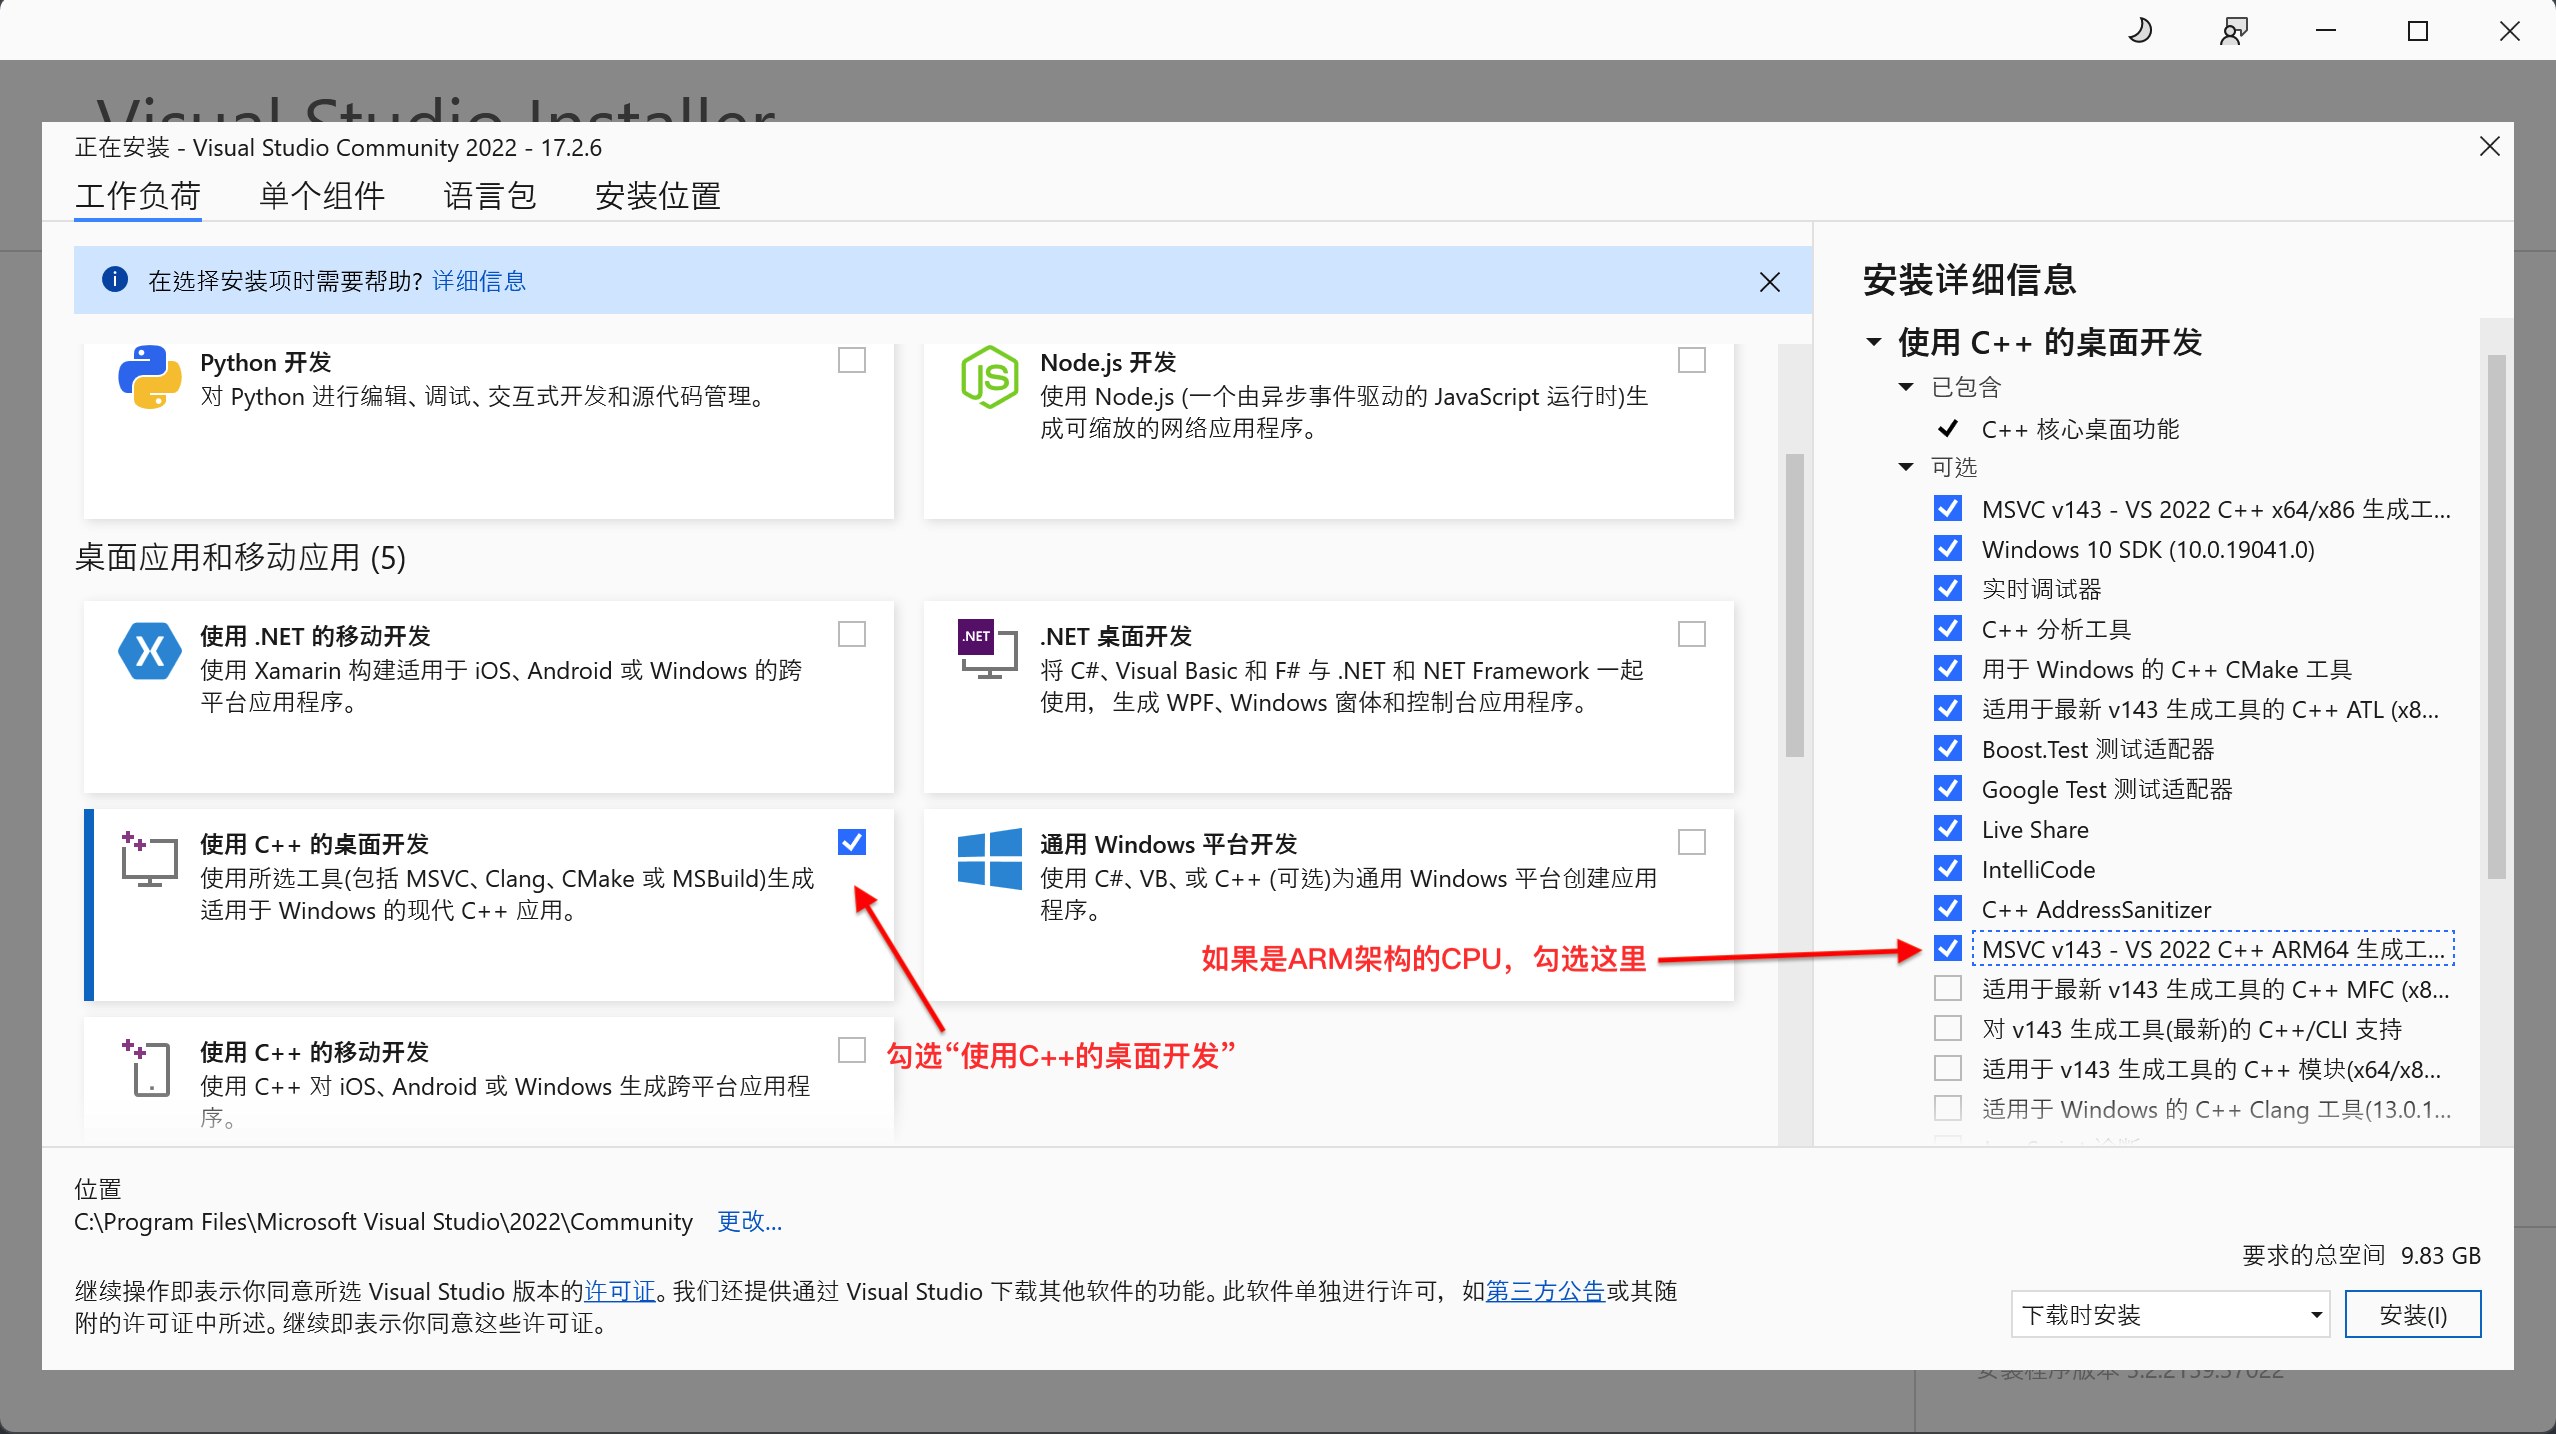 Visual Studio Installer
正在安装 - Visual Studio Community 2022 - 17.2.6
工作负荷 单个组件 语言包 安装位置
在选择安装项时需要帮助? 详细信息
Python 开发
对 Python 进行编辑、调试、交互式开发和源代码管理。
Node.js 开发
使用 Node.js (一个由异步事件驱动的 JavaScript 运行时)生
成可缩放的网络应用程序。
桌面应用和移动应用 (5)
使用 .NET 的移动开发
使用 Xamarin 构建适用于 iOS、Android 或 Windows 的跨
平台应用程序。
.NET
.NET 桌面开发
将 C#、Visual Basic 和 F# 与 .NET 和 NET Framework 一起
使用，生成 WPF、Windows 窗体和控制台应用程序。
使用 C++ 的桌面开发
使用所选工具(包括 MSVC、Clang、CMake 或 MSBuild)生成
适用于 Windows 的现代 C++ 应用。
通用 Windows 平台开发
使用 C#、VB、或 C++ (可选)为通用 Windows 平台创建应用
程序。
如果是ARM架构的CPU，勾选这里
勾选“使用C++的桌面开发”
使用 C++ 的移动开发
使用 C++ 对 iOS、Android 或 Windows 生成跨平台应用程
序。
安装详细信息
使用 C++ 的桌面开发
已包含
C++ 核心桌面功能
可选
MSVC v143 - VS 2022 C++ x64/x86 生成工...
Windows 10 SDK (10.0.19041.0)
实时调试器
C++ 分析工具
用于 Windows 的 C++ CMake 工具
适用于最新 v143 生成工具的 C++ ATL (x8...
Boost.Test 测试适配器
Google Test 测试适配器
Live Share
IntelliCode
C++ AddressSanitizer
MSVC v143 - VS 2022 C++ ARM64 生成工...
适用于最新 v143 生成工具的 C++ MFC (x8...
对 v143 生成工具(最新)的 C++/CLI 支持
适用于 v143 生成工具的 C++ 模块(x64/x8...
适用于 Windows 的 C++ Clang 工具(13.0.1...
位置
C:\Program Files\Microsoft Visual Studio\2022\Community 更改...
继续操作即表示你同意所选 Visual Studio 版本的许可证。我们还提供通过 Visual Studio 下载其他软件的功能。此软件单独进行许可，如第三方公告或其随
附的许可证中所述。继续即表示你同意这些许可证。
要求的总空间 9.83 GB
下载时安装
安装(I)